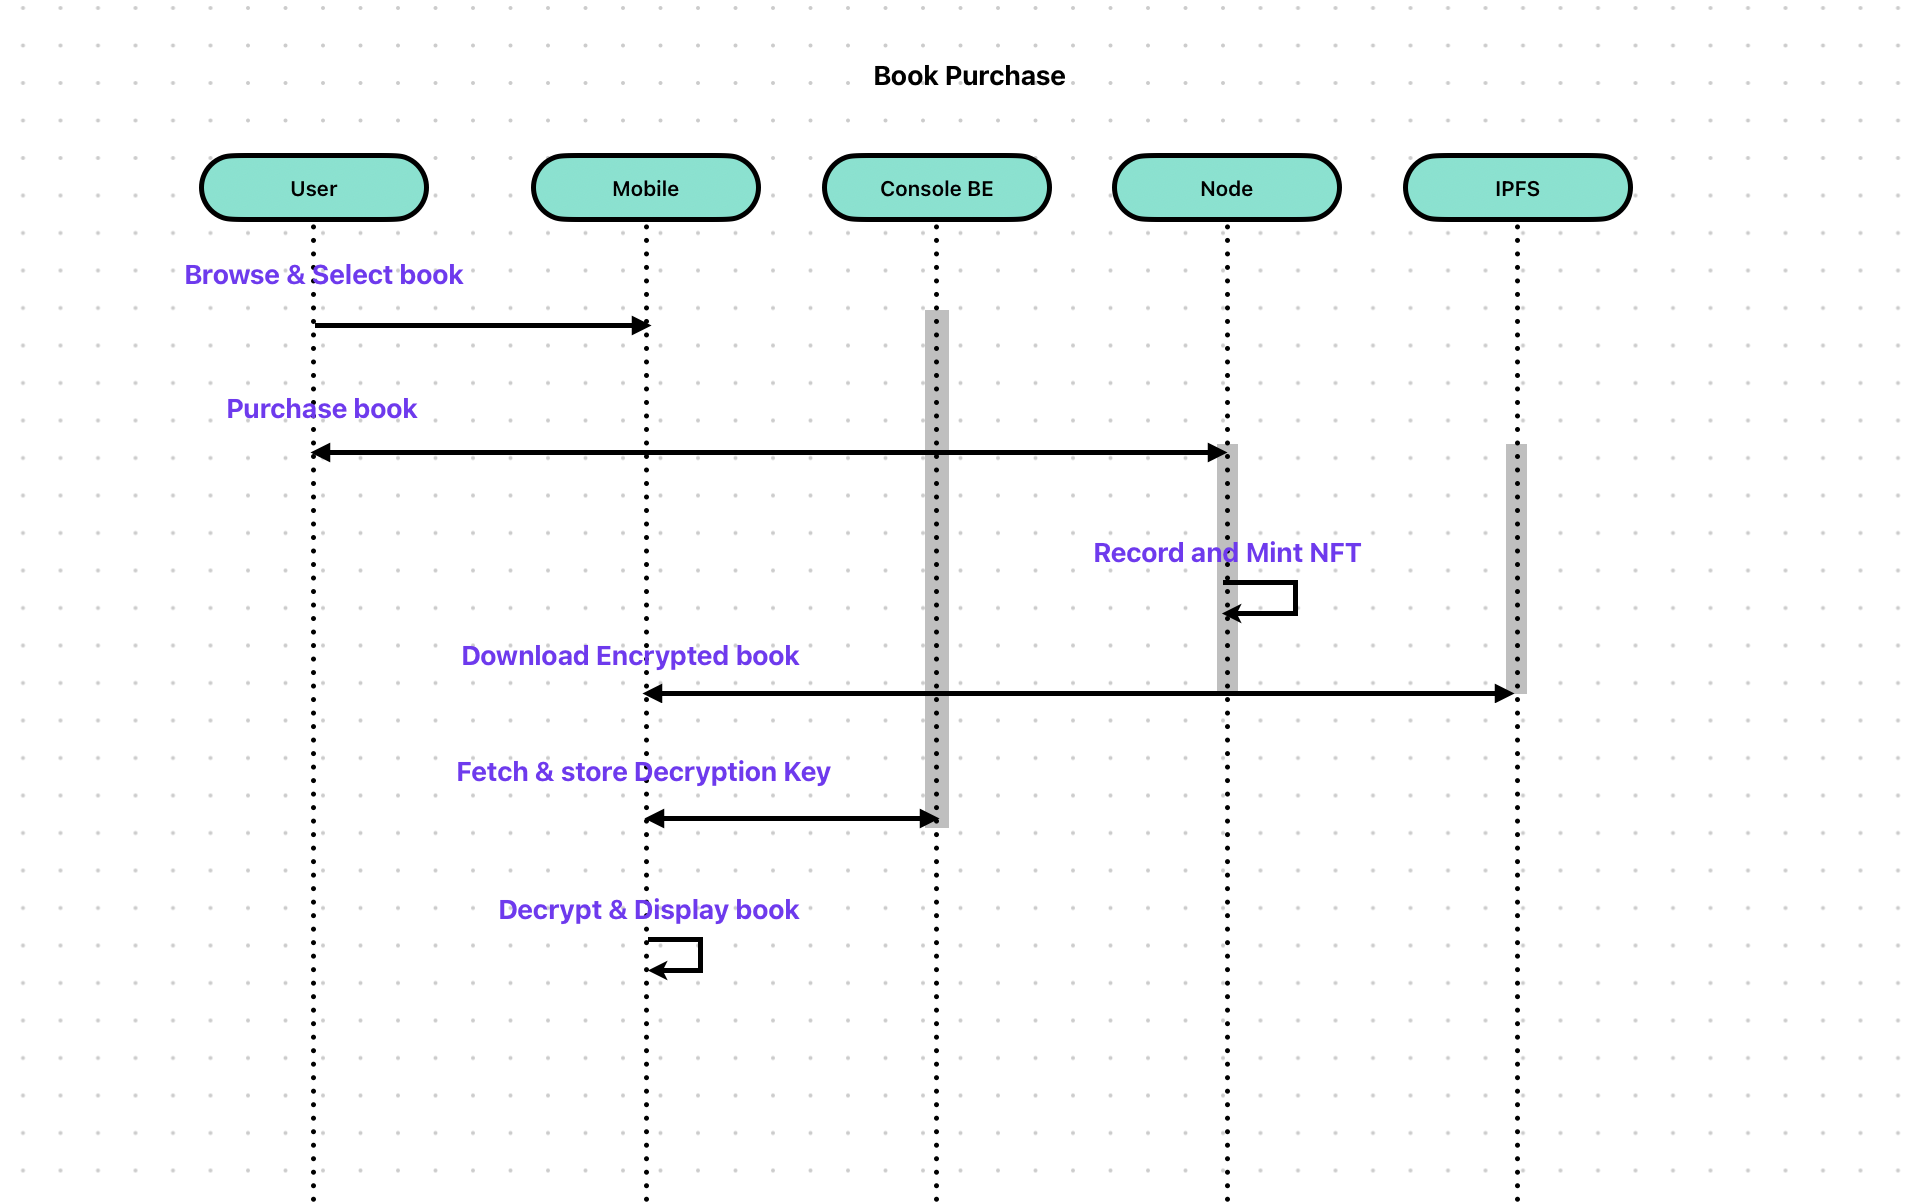 Book Purchase
User
Mobile
Console BE
Node
IPFS
Browse & Select book
Purchase book
Record and Mint NFT
Download Encrypted book
Fetch & store Decryption Key
Decrypt & Display book